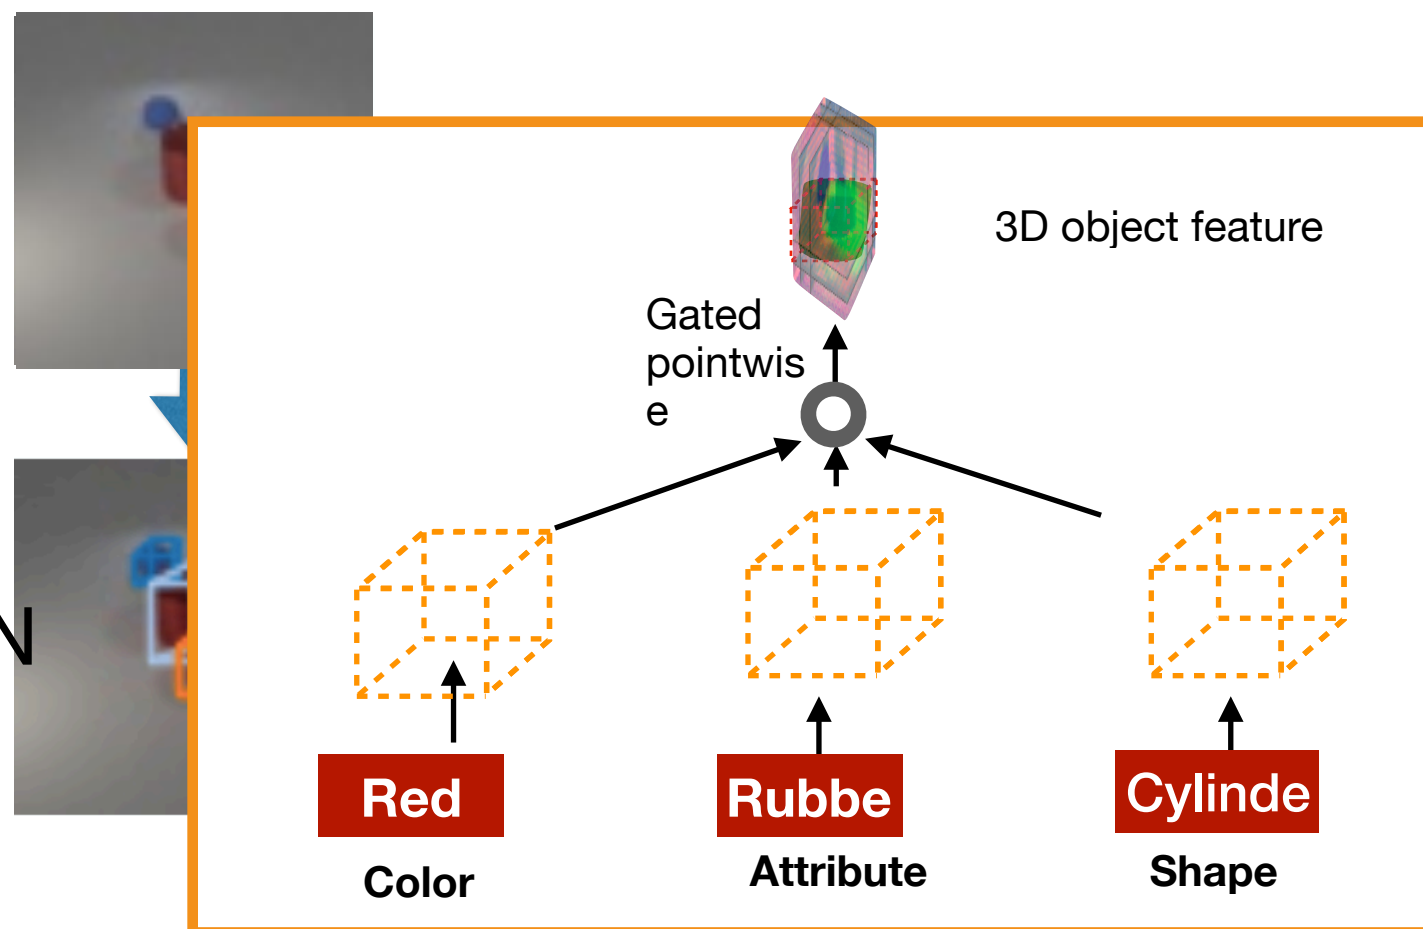 3D object feature
Gated
pointwis
e
N
Red
Rubbe
Cylinde
Color
Attribute
Shape